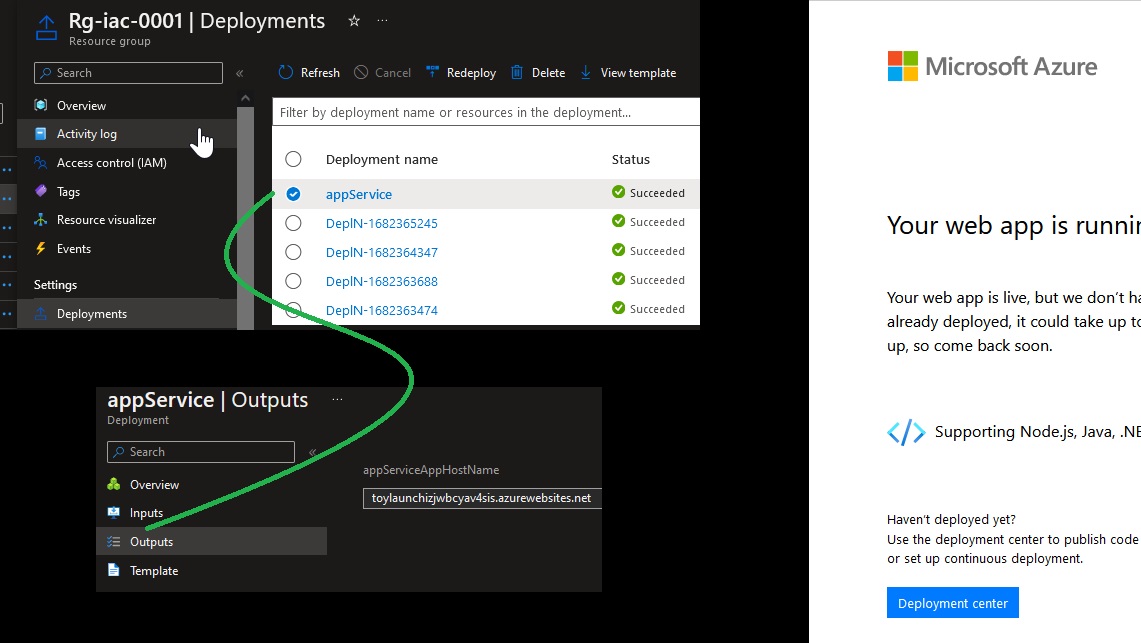 Rg-iac-0001 | Deployments
Resource group
Search
Overview
Activity log
Access control (IAM)
Tags
Resource visualizer
Events
Settings
Deployments
Refresh Cancel Redeploy Delete View template
Filter by deployment name or resources in the deployment...
Deployment name Status
appService Succeeded
DeplN-1682365245 Succeeded
DeplN-1682364347 Succeeded
DeplN-1682363688 Succeeded
DeplN-1682363474 Succeeded
appService | Outputs
Deployment
Search
Overview
Inputs
Outputs
Template
appServiceAppHostName
toylaunchizjwbcyav4sis.azurewebsites.net
Microsoft Azure
Your web app is runnin
Your web app is live, but we don't ha
already deployed, it could take up to
up, so come back soon.
Supporting Node.js, Java, .NE
Haven't deployed yet?
Use the deployment center to publish code
or set up continuous deployment.
Deployment center